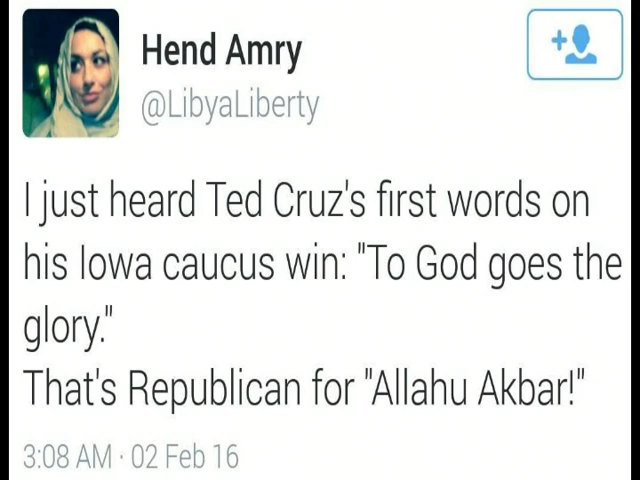 Hend Amry
@LibyaLiberty
I just heard Ted Cruz's first words on
his Iowa caucus win: "To God goes the
glory."
That's Republican for "Allahu Akbar!"
3:08 AM · 02 Feb 16